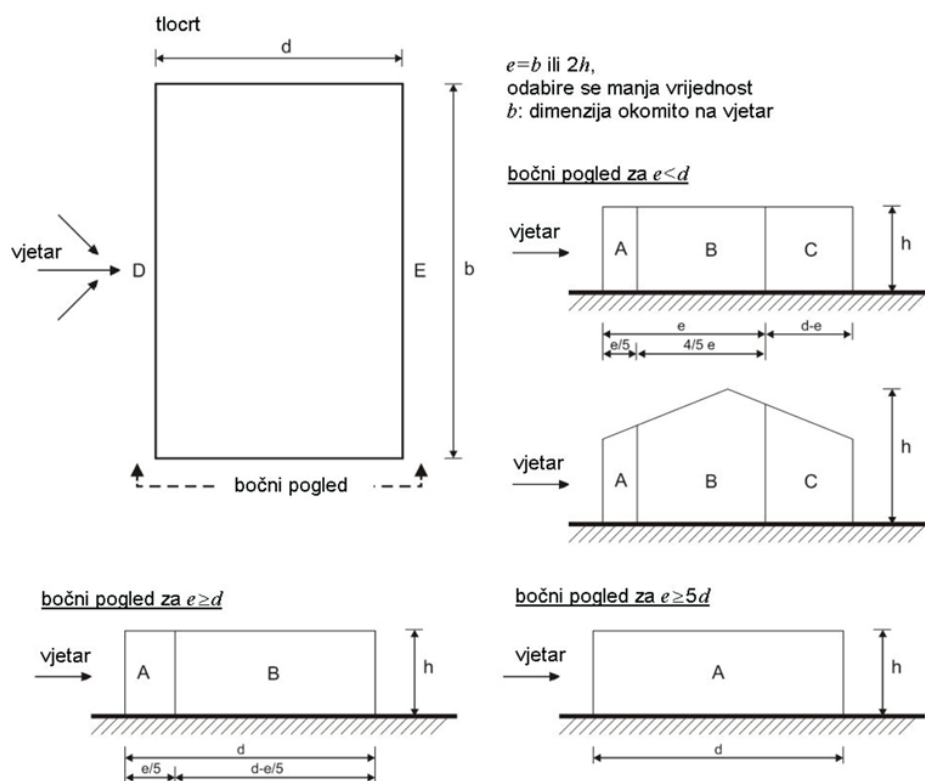 tlocrt
d
vjetar
D
E
b
bočni pogled
e=b ili 2h,
odabire se manja vrijednost
b: dimenzija okomito na vjetar
bočni pogled za e<d
vjetar
A
B
C
h
e
d-e
e/5
4/5 e
vjetar
A
B
C
h
bočni pogled za e≥d
vjetar
A
B
h
d
e/5
d-e/5
bočni pogled za e≥5d
vjetar
A
h
d